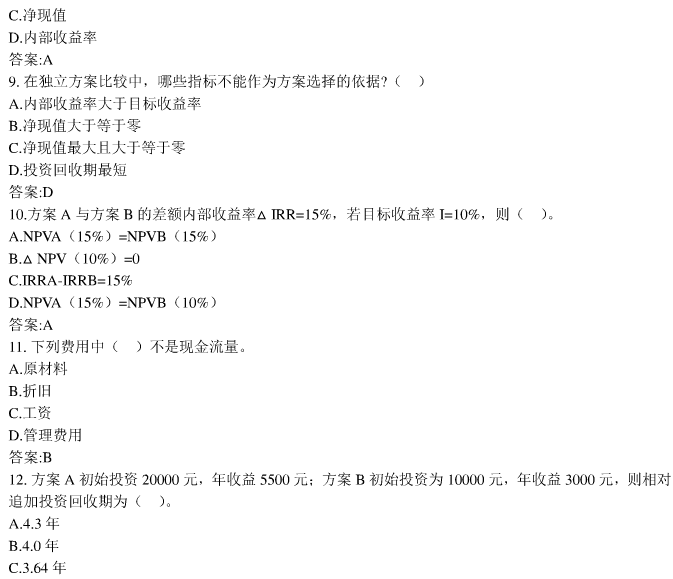 C.净现值
D.内部收益率
答案:A
9. 在独立方案比较中，哪些指标不能作为方案选择的依据?（ ）
A.内部收益率大于目标收益率
B.净现值大于等于零
C.净现值最大且大于等于零
D.投资回收期最短
答案:D
10.方案 A 与方案 B 的差额内部收益率△ IRR=15%，若目标收益率 I=10%，则（ ）。
A.NPVA（15%）=NPVB（15%）
B.△ NPV（10%）=0
C.IRRA-IRRB=15%
D.NPVA（15%）=NPVB（10%）
答案:A
11. 下列费用中（ ）不是现金流量。
A.原材料
B.折旧
C.工资
D.管理费用
答案:B
12. 方案 A 初始投资 20000 元，年收益 5500 元；方案 B 初始投资为 10000 元，年收益 3000 元，则相对
追加投资回收期为（ ）。
A.4.3 年
B.4.0 年
C.3.64 年